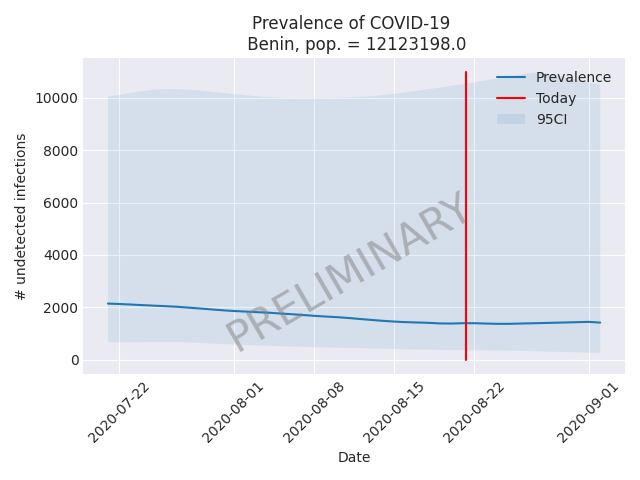 Prevalence of COVID-19
Benin, pop. = 12123198.0
Prevalence
Today
95CI
# undetected infections
10000
8000
6000
4000
2000
0
PRELIMINARY
2020-07-22
2020-08-01
2020-08-08
2020-08-15
2020-08-22
2020-09-01
Date